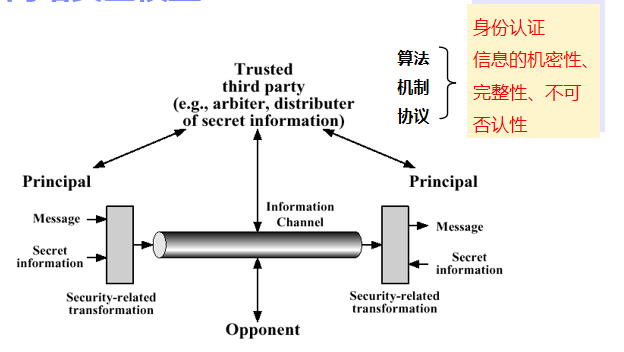 算法
机制
协议
身份认证
信息的机密性、
完整性、不可
否认性
Trusted
third party
(e.g., arbiter, distributer
of secret information)
Principal
Principal
Message
Secret
information
Security-related
transformation
Information
Channel
Message
Secret
information
Security-related
transformation
Opponent